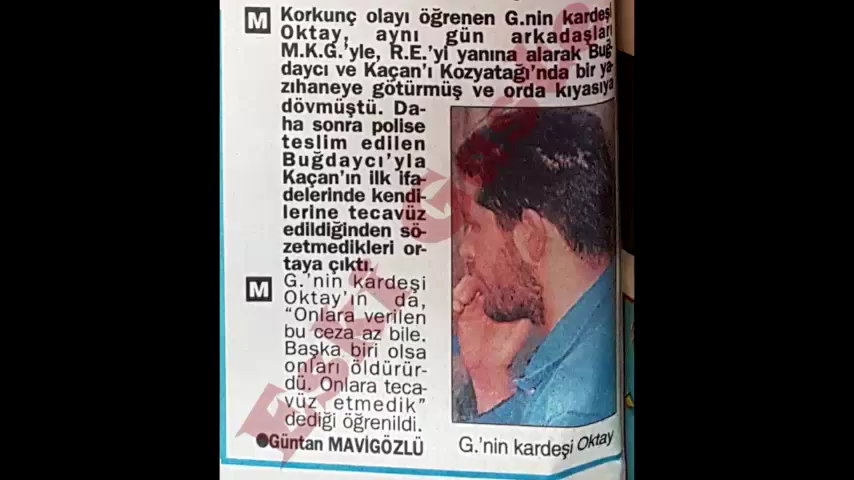 M Korkunç olayı öğrenen G.nin kardeşi
Oktay, aynı gün arkadaşları
M.K.G.'yle, R.E.'yi yanına alarak Buğ-
daycı ve Kaçan'ı Kozyatağı'nda bir ya-
zıhaneye götürmüş ve orda kıyasıya
dövmüştü. Da-
ha sonra polise
teslim edilen
Buğdaycı'yla
Kaçan'ın ilk ifa-
delerinde kendi-
lerine tecavüz
edildiğinden sö-
zetmedikleri or-
taya çıktı.
M G.'nin kardeşi
Oktay'ın da,
"Onlara verilen
bu ceza az bile.
Başka biri olsa
onları öldürür-
dü. Onlara teca-
vüz etmedik"
dediği öğrenildi.
●Güntan MAVİGÖZLÜ
G.'nin kardeşi Oktay